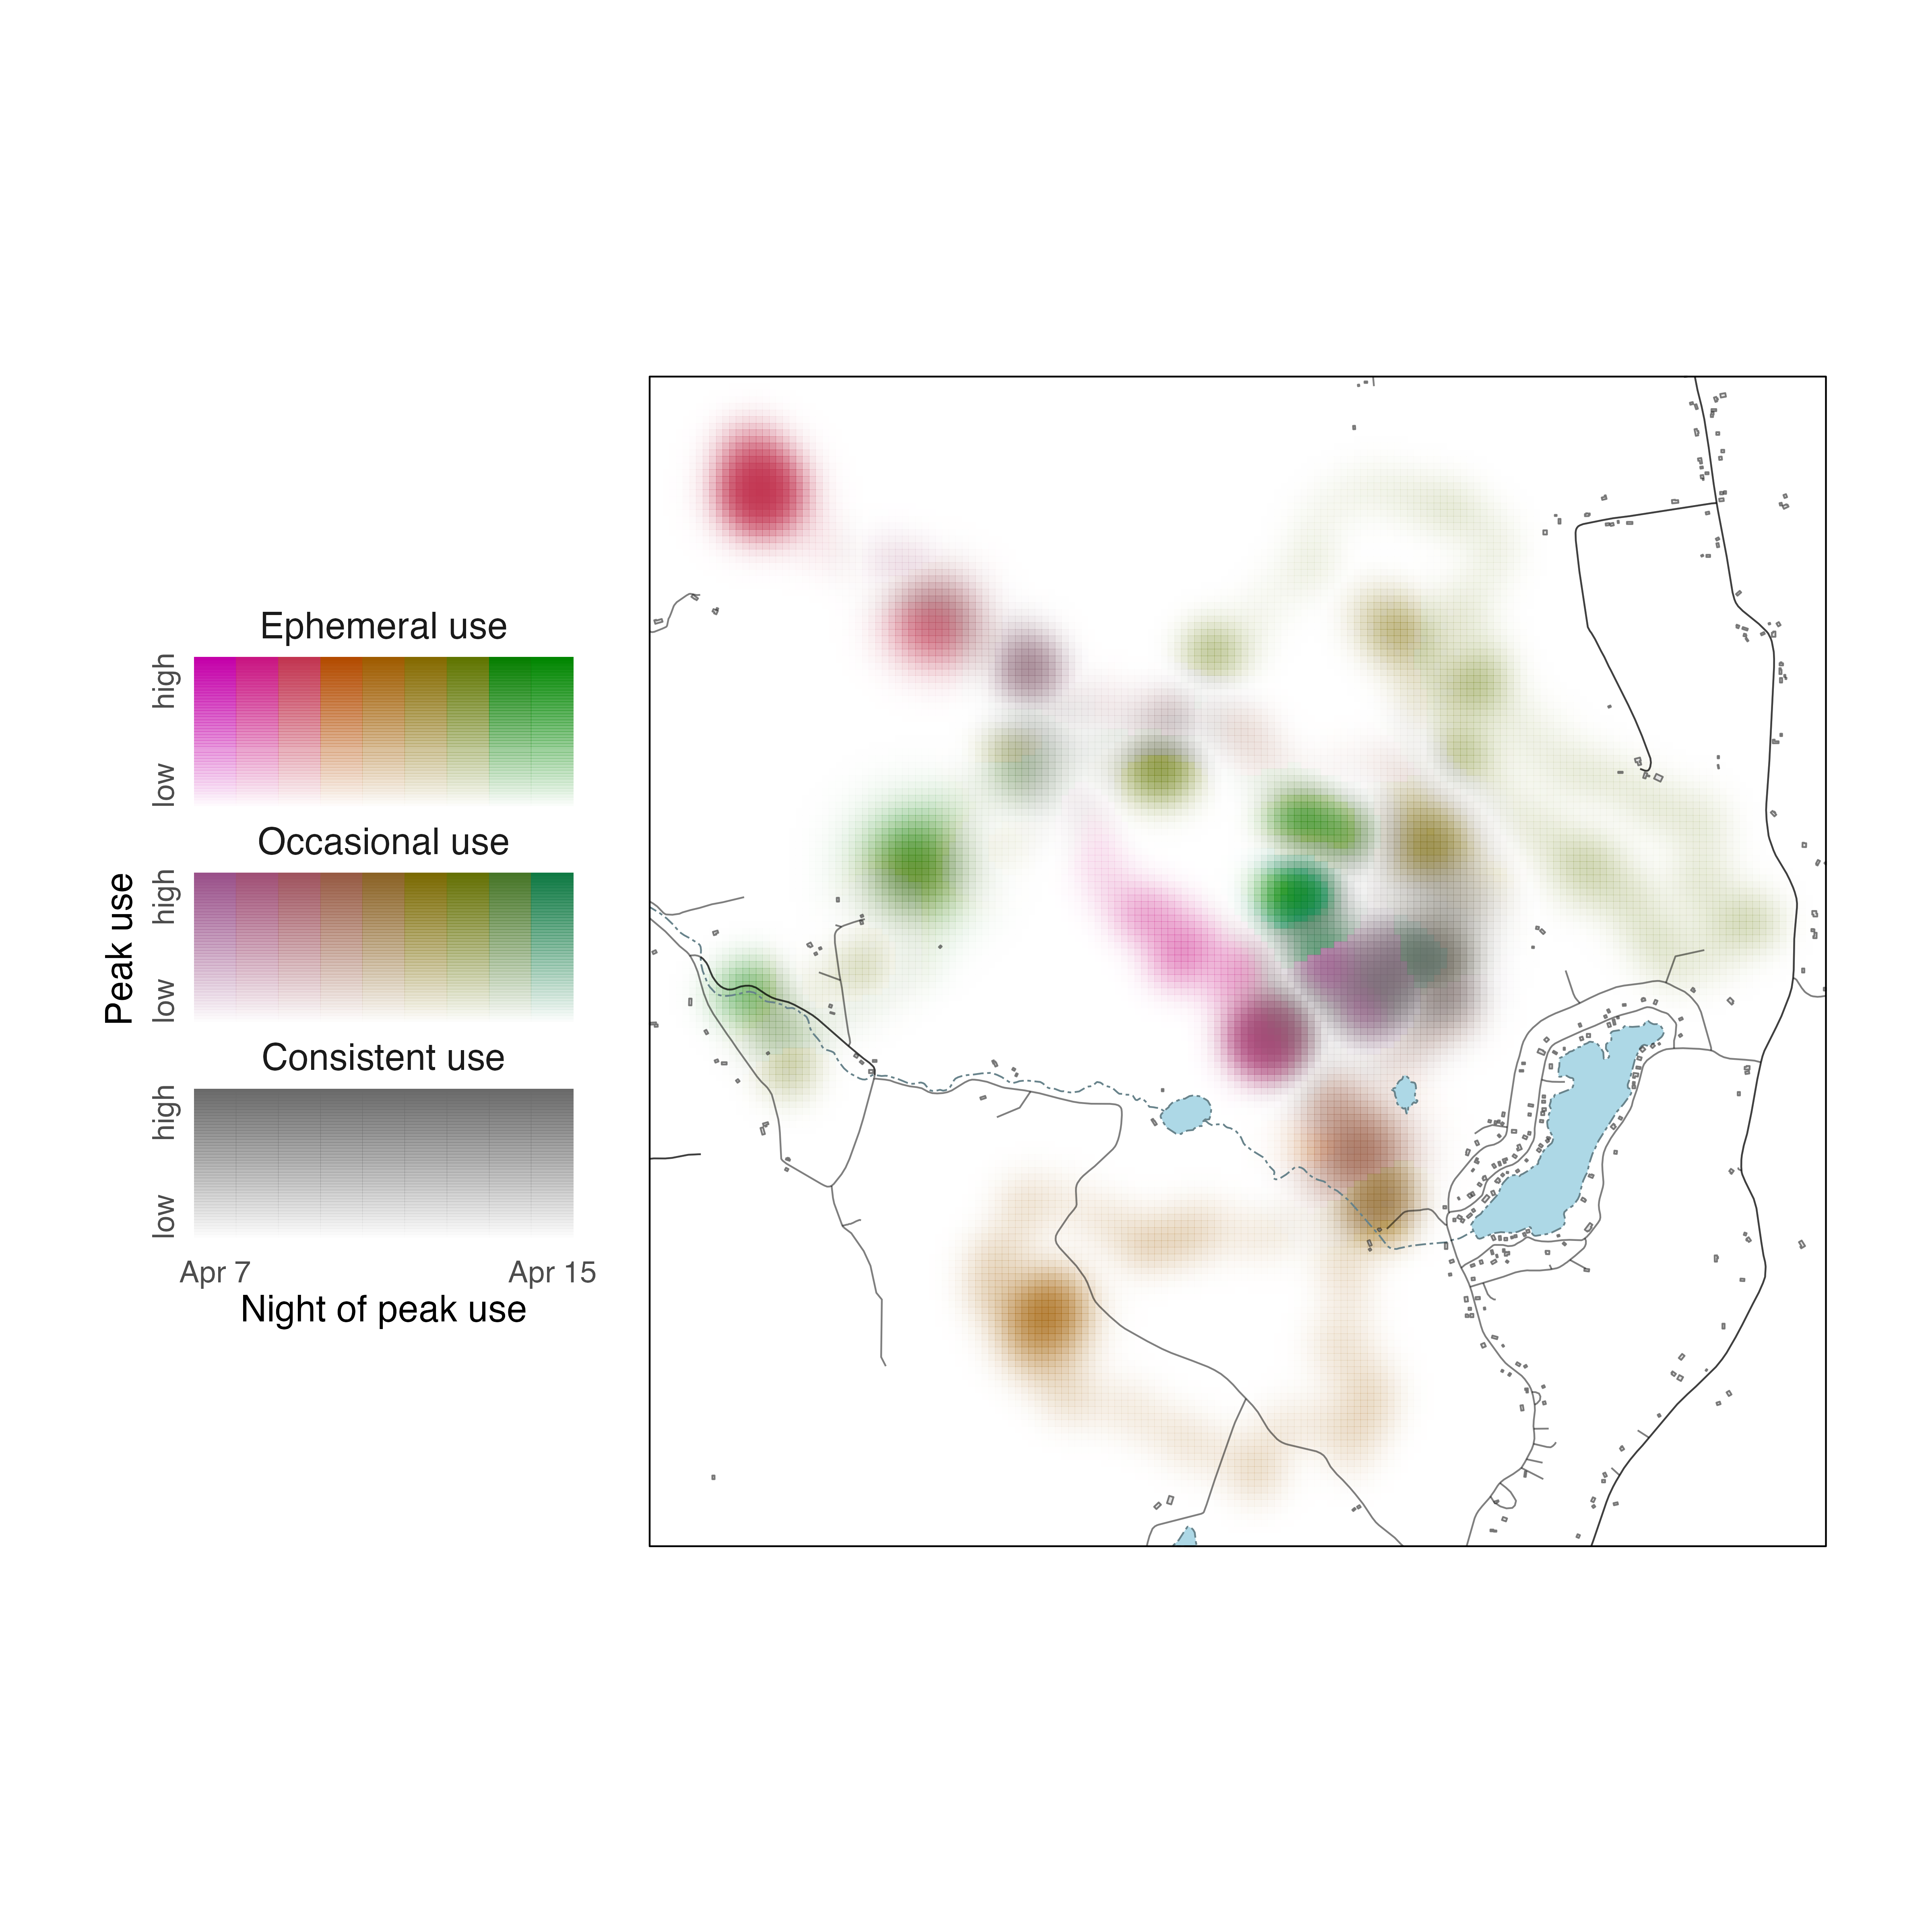 Ephemeral use
high
low
Occasional use
high
low
Peak use
Consistent use
high
low
Apr 7 Apr 15
Night of peak use